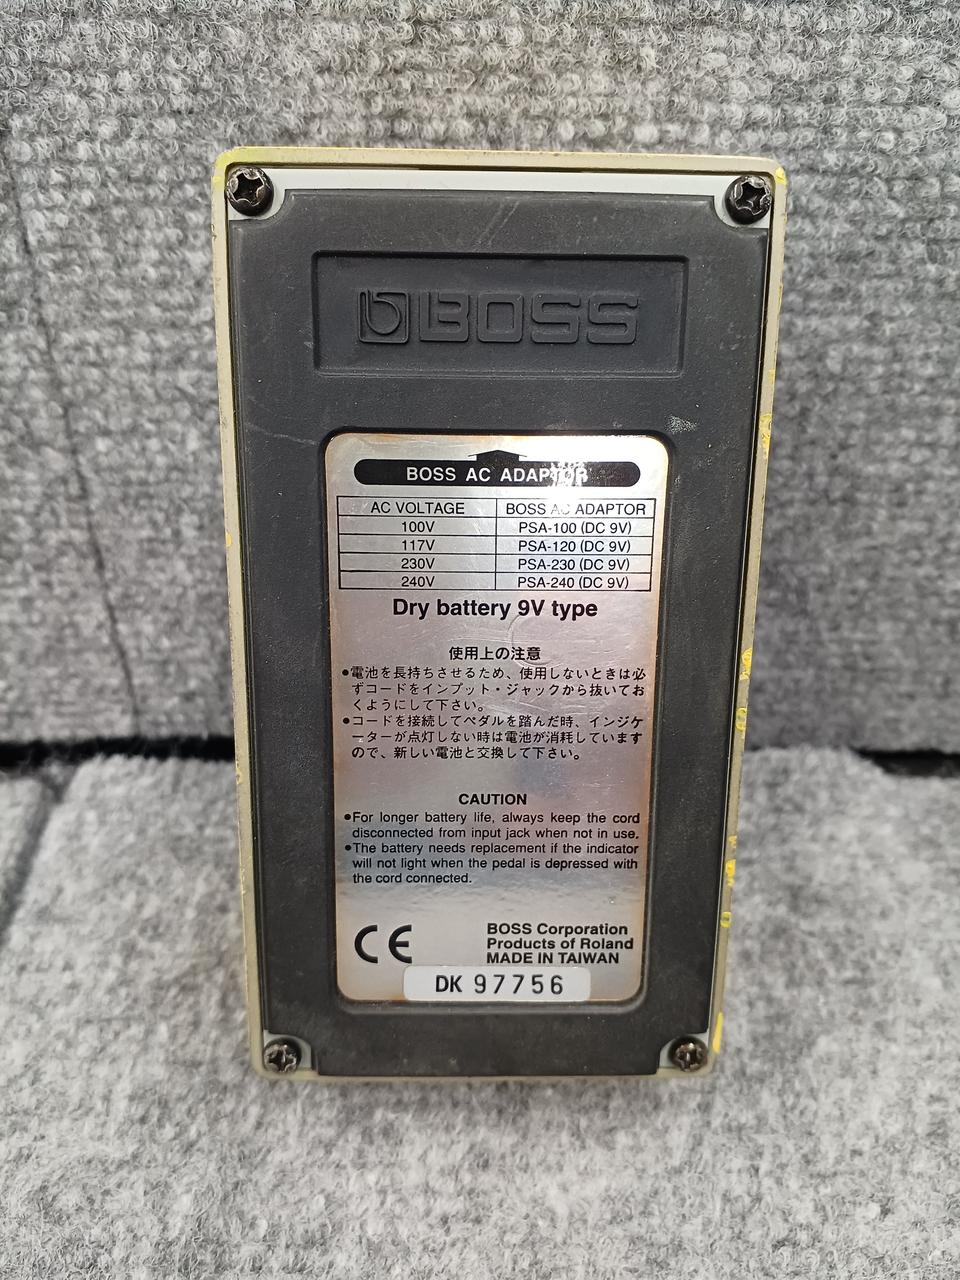 BOSS
BOSS AC ADAPTOR
AC VOLTAGE BOSS AC ADAPTOR
100V PSA-100 (DC 9V)
117V PSA-120 (DC 9V)
230V PSA-230 (DC 9V)
240V PSA-240 (DC 9V)
Dry battery 9V type
使用上の注意
●電池を長持ちさせるため、使用しないときは必
ずコードをインプット・ジャックから抜いてお
くようにして下さい。
●コードを接続してペダルを踏んだ時、インジケ
ーターが点灯しない時は電池が消耗しています
ので、新しい電池と交換して下さい。
CAUTION
●For longer battery life, always keep the cord
disconnected from input jack when not in use.
●The battery needs replacement if the indicator
will not light when the pedal is depressed with
the cord connected.
CE
BOSS Corporation
Products of Roland
MADE IN TAIWAN
DK 97756